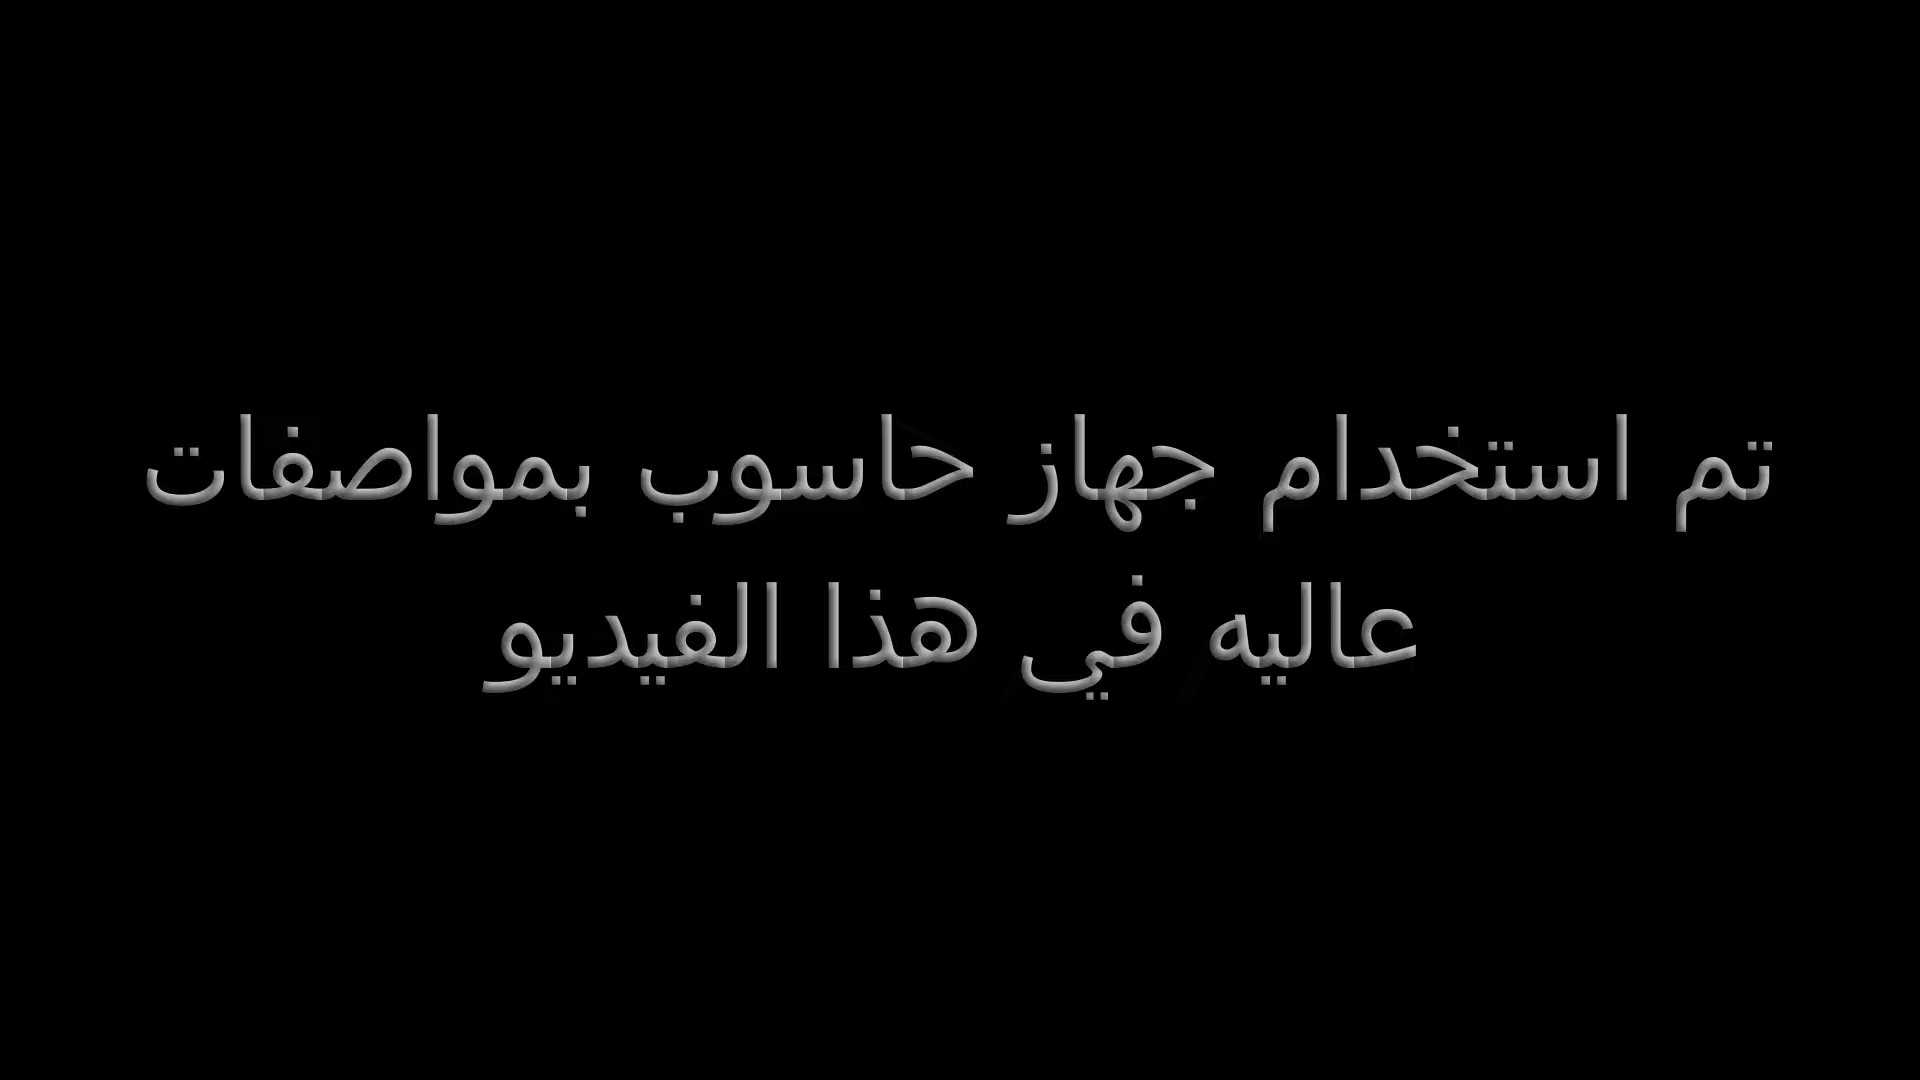 تم استخدام جهاز حاسوب بمواصفات
عاليه في هذا الفيديو